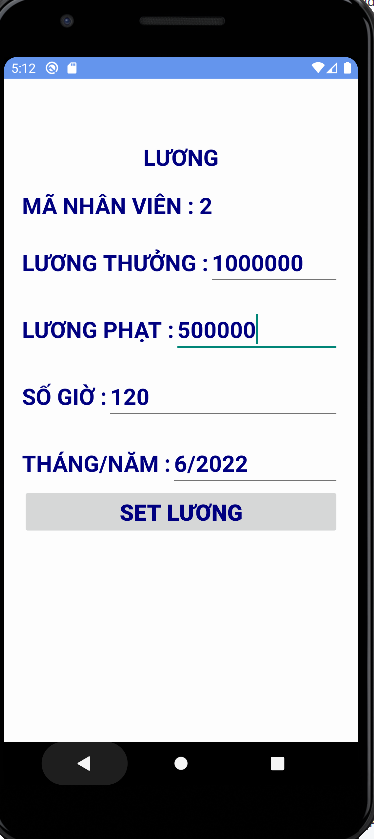 5:12
LƯƠNG
MÃ NHÂN VIÊN : 2
LƯƠNG THƯỞNG : 1000000
LƯƠNG PHẠT : 500000
SỐ GIỜ : 120
THÁNG/NĂM : 6/2022
SET LƯƠNG